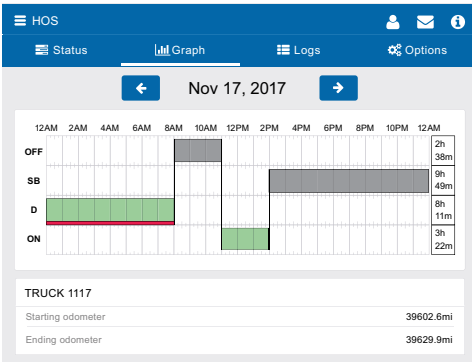 HOS
Status Graph Logs Options
Nov 17, 2017
12AM 2AM 4AM 6AM 8AM 10AM 12PM 2PM 4PM 6PM 8PM 10PM 12AM
OFF 2h 38m
SB 9h 49m
D 8h 11m
ON 3h 22m
TRUCK 1117
Starting odometer 39602.6mi
Ending odometer 39629.9mi